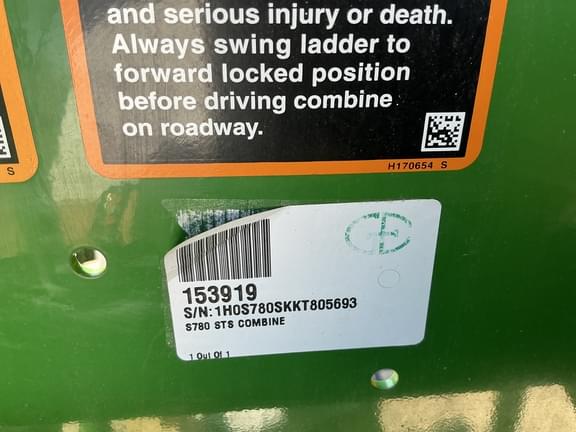 and serious injury or death.
Always swing ladder to
forward locked position
before driving combine
on roadway.
H170654 S
S
153919
S/N:1H0S780SKKT805693
S780 STS COMBINE
1 Out Of 1